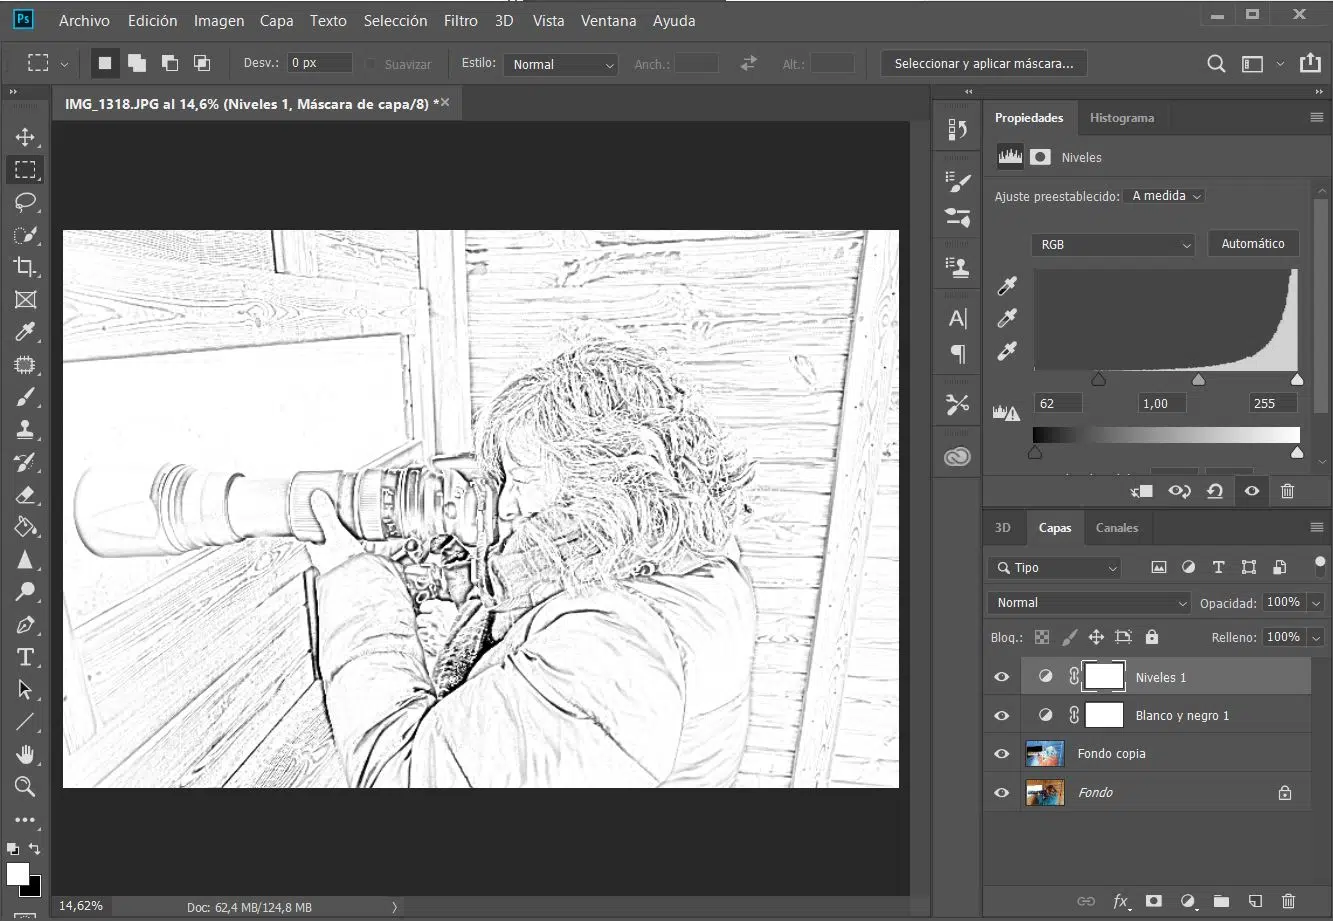 Ps Archivo Edición Imagen Capa Texto Selección Filtro 3D Vista Ventana Ayuda
Desv.: 0 px Suavizar Estilo: Normal Anch.: Alt.: Seleccionar y aplicar máscara...
IMG_1318.JPG al 14,6% (Niveles 1, Máscara de capa/8) *
Propiedades Histograma
Niveles
Ajuste preestablecido: A medida
RGB Automático
62 1,00 255
3D Capas Canales
Tipo
Normal Opacidad: 100%
Bloq.: Relleno: 100%
Niveles 1
Blanco y negro 1
Fondo copia
Fondo
14,62% Doc: 62,4 MB/124,8 MB